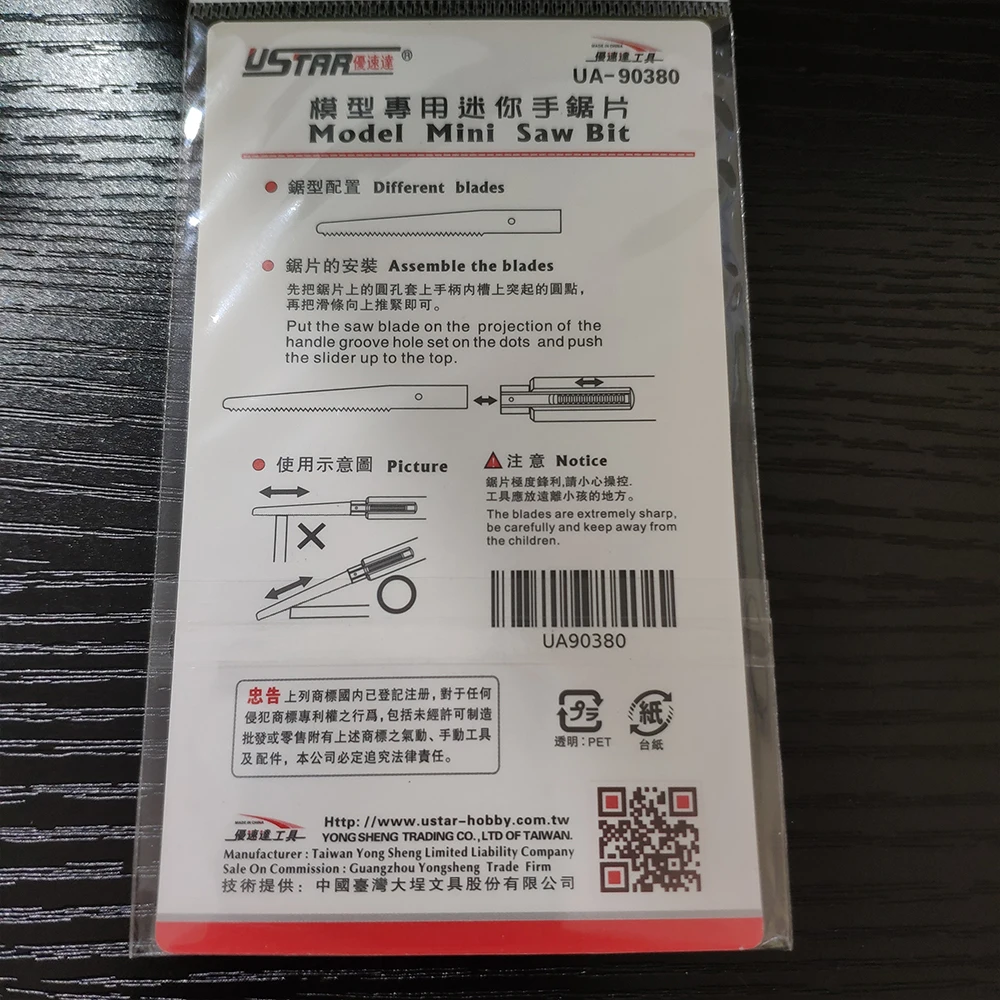 USTAR優速達®
MADE IN CHINA
優速達工具
UA-90380
模型專用迷你手鋸片
Model Mini Saw Bit
鋸型配置 Different blades
鋸片的安裝 Assemble the blades
先把鋸片上的圓孔套上手柄内槽上突起的圓點，
再把滑條向上推緊即可。
Put the saw blade on the projection of the
handle groove hole set on the dots and push
the slider up to the top.
使用示意圖 Picture
注意 Notice
鋸片極度鋒利,請小心操控.
工具應放遠離小孩的地方。
The blades are extremely sharp,
be carefully and keep away from
the children.
UA90380
忠告 上列商標國内已登記注册，對于任何
侵犯商標專利權之行爲，包括未經許可制造
批發或零售附有上述商標之氣動、手動工具
及配件，本公司必定追究法律責任。
プラ
透明：PET
紙
台紙
MADE IN CHINA
優速達工具
Http: //www.ustar-hobby.com.tw
YONG SHENG TRADING CO., LTD OF TAIWAN.
Manufacturer : Taiwan Yong Sheng Limited Liability Company
Sale On Commission : Guangzhou Yongsheng Trade Firm
技術提供：中國臺灣大埕文具股份有限公司